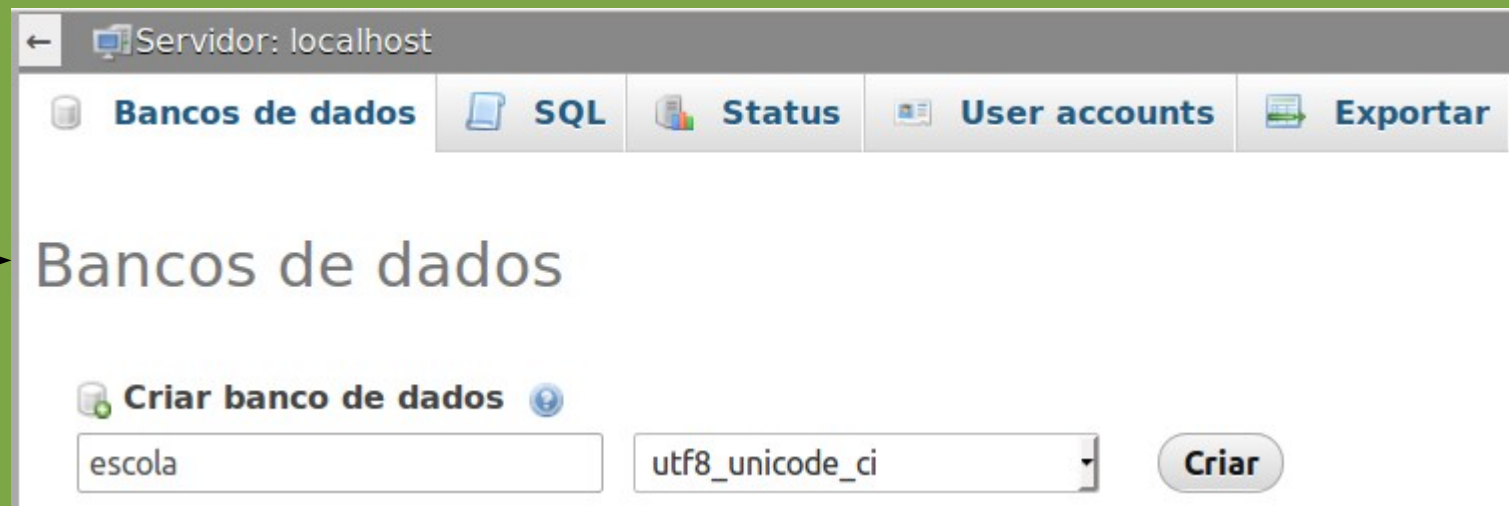 Servidor: localhost
Bancos de dados SQL Status User accounts Exportar
Bancos de dados
Criar banco de dados
escola utf8_unicode_ci Criar